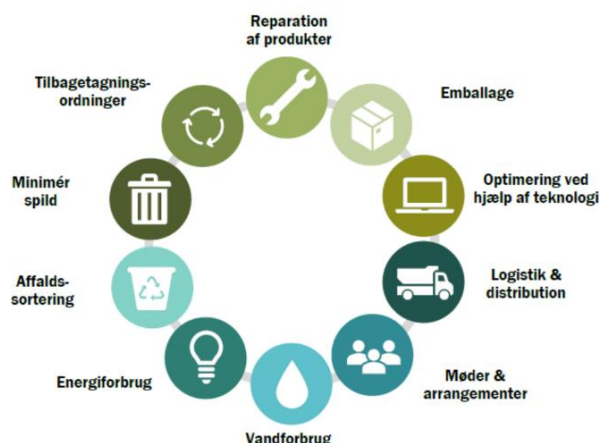 Reparation
af produkter
Emballage
Optimering ved
hjælp af teknologi
Logistik &
distribution
Møder &
arrangementer
Vandforbrug
Energiforbrug
Affalds-
sortering
Minimér
spild
Tilbagetagnings-
ordninger